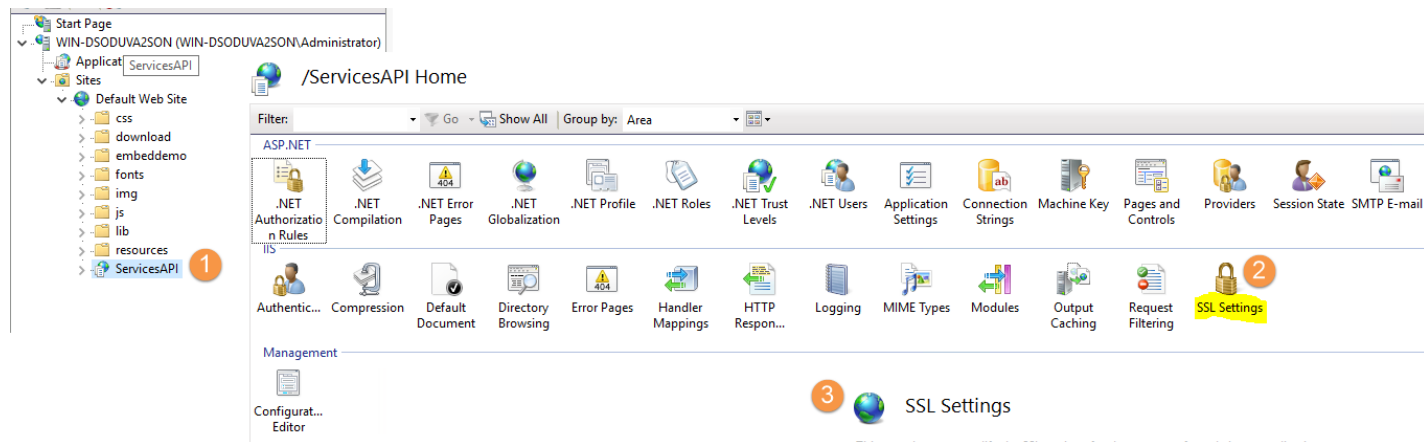 Start Page
WIN-DSODUVA2SON (WIN-DSODUVA2SON\Administrator)
Applicat
ServicesAPI
Sites
Default Web Site
css
download
embeddemo
fonts
img
js
lib
resources
ServicesAPI
1
/ServicesAPI Home
Filter:
Go
Show All
Group by: Area
ASP.NET
.NET Authorizatio n Rules
.NET Compilation
.NET Error Pages
.NET Globalization
.NET Profile
.NET Roles
.NET Trust Levels
.NET Users
Application Settings
Connection Strings
Machine Key
Pages and Controls
Providers
Session State
SMTP E-mail
IIS
Authentic...
Compression
Default Document
Directory Browsing
Error Pages
Handler Mappings
HTTP Respon...
Logging
MIME Types
Modules
Output Caching
Request Filtering
SSL Settings
2
Management
Configurat... Editor
3
SSL Settings